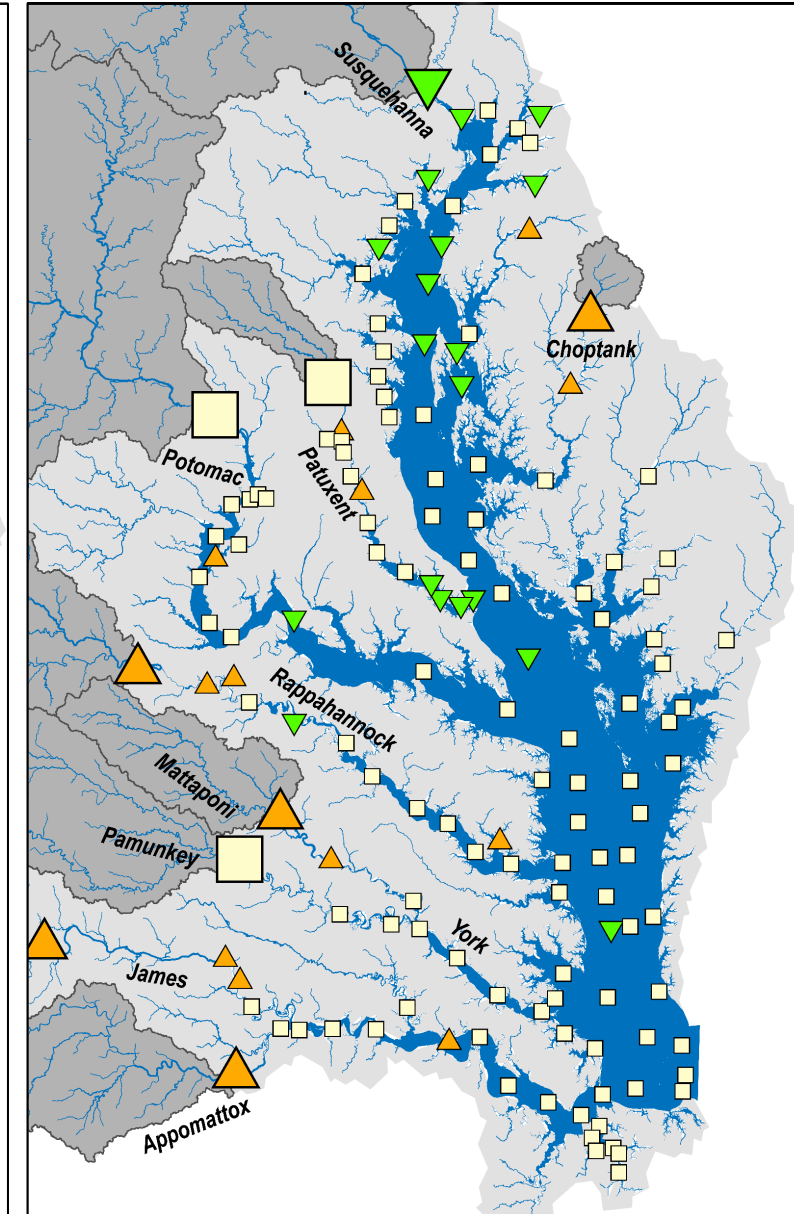 Susquehanna
Choptank
Potomac
Patuxent
Rappahannock
Mattaponi
Pamunkey
York
James
Appomattox